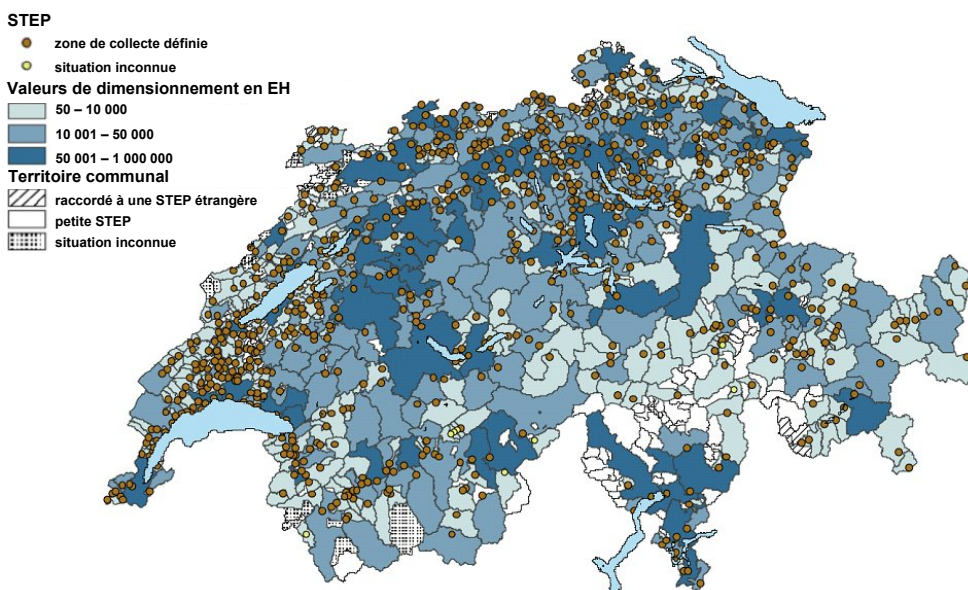 STEP
zone de collecte définie
situation inconnue
Valeurs de dimensionnement en EH
50 – 10 000
10 001 – 50 000
50 001 – 1 000 000
Territoire communal
raccordé à une STEP étrangère
petite STEP
situation inconnue